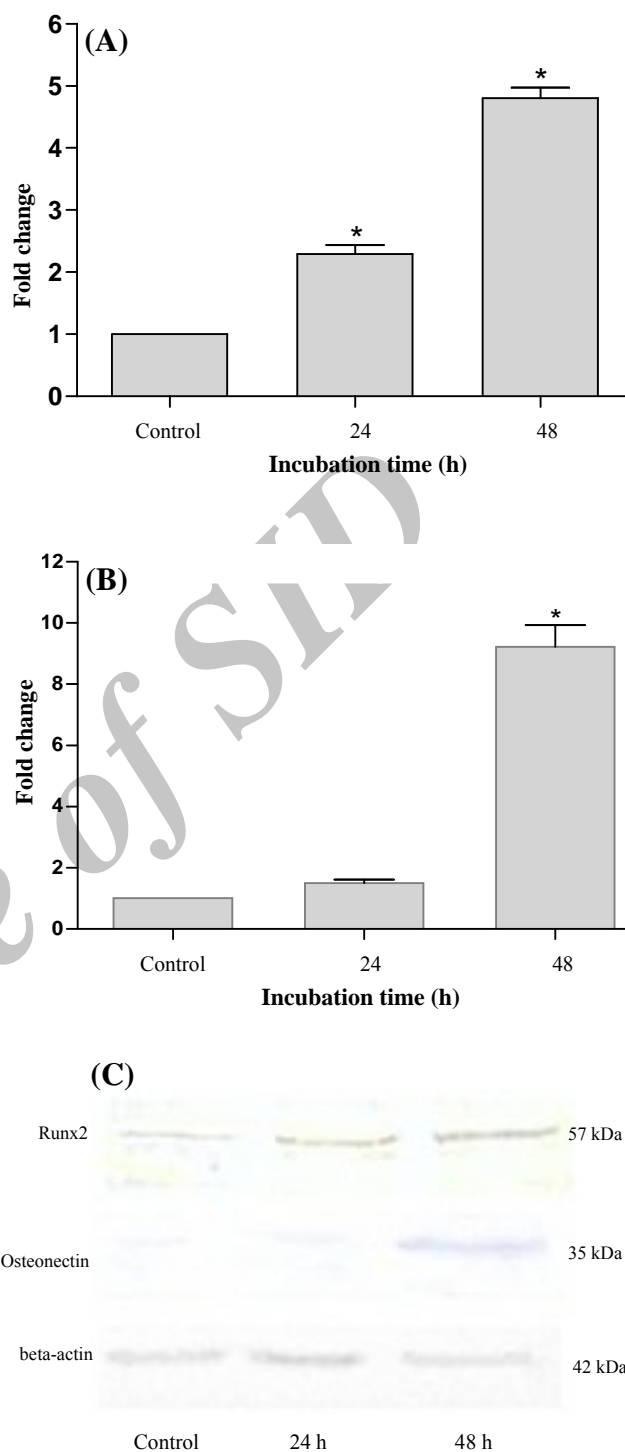 (A)
6
5
4
3
2
1
0
Fold change
*
*
Control 24 48
Incubation time (h)
(B)
12
10
8
6
4
2
0
Fold change
*
Control 24 48
Incubation time (h)
(C)
Runx2 57 kDa
Osteonectin 35 kDa
beta-actin 42 kDa
Control 24 h 48 h
e of SID